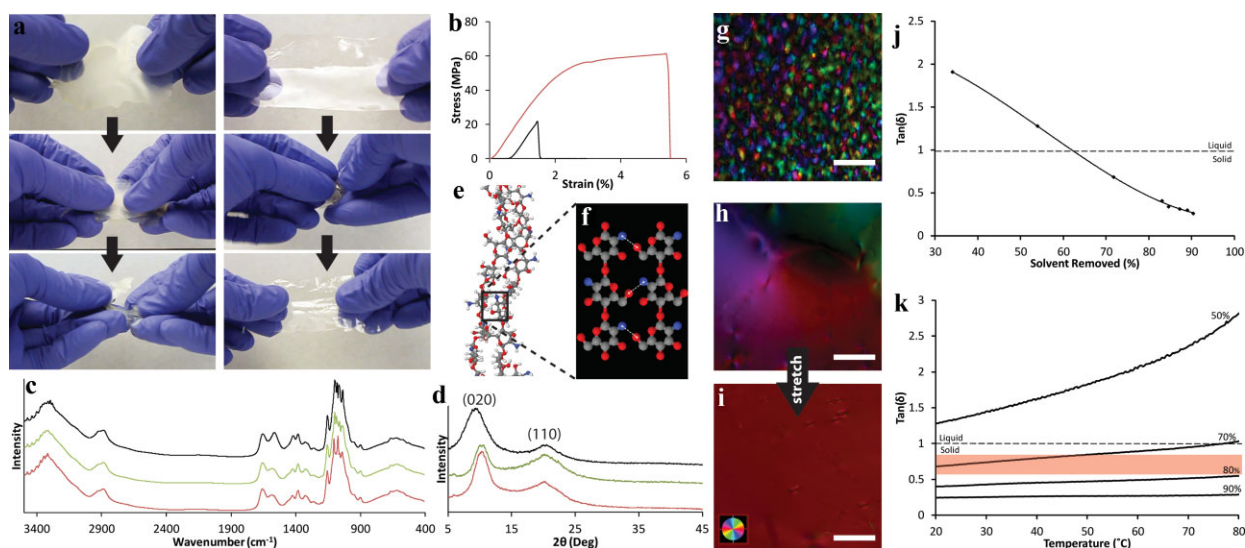 a
b
Stress (MPa)
80
60
40
20
0
0 2 4 6
Strain (%)
c
Intensity
3500 2900 2400 1900 1400 900 400
Wavenumber (cm⁻¹)
d
(020)
(110)
Intensity
5 15 25 35 45
2θ (Deg)
e
f
g
h
stretch
i
j
Tan(δ)
2.5
2
1.5
1
0.5
0
Liquid
Solid
30 40 50 60 70 80 90 100
Solvent Removed (%)
k
Tan(δ)
3
2.5
2
1.5
1
0.5
0
50%
Liquid
Solid
70%
80%
90%
20 30 40 50 60 70 80
Temperature (˚C)